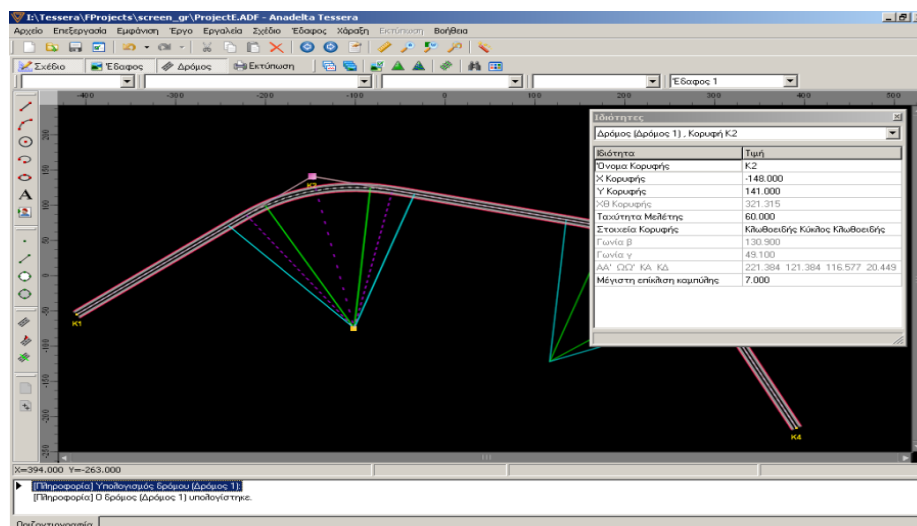 I:\Tessera\FProjects\screen_gr\ProjectE.ADF - Anadelta Tessera
Αρχείο Επεξεργασία Εμφάνιση Έργο Εργαλεία Σχέδιο Έδαφος Χάραξη Εκτύπωση Βοήθεια
Σχέδιο Έδαφος Δρόμος Εκτύπωση
Έδαφος 1
-400 -300 -200 -100 0 100 200 300 400 500
Ιδιότητες
Δρόμος (Δρόμος 1) , Κορυφή Κ2
Ιδιότητα Τιμή
Όνομα Κορυφής K2
Χ Κορυφής -148.000
Υ Κορυφής 141.000
ΧΘ Κορυφής 321.315
Ταχύτητα Μελέτης 60.000
Στοιχεία Κορυφής Κλωθοειδής Κύκλος Κλωθοειδής
Γωνία β 130.900
Γωνία γ 49.100
ΑΑ' ΩΩ' ΚΑ ΚΔ 221.384 121.384 116.577 20.449
Μέγιστη επίκλιση καμπύλης 7.000
K2
K1
K4
X=394.000 Y=-263.000
[Πληροφορία] Υπολογισμός δρόμου (Δρόμος 1):
[Πληροφορία] Ο δρόμος (Δρόμος 1) υπολογίστηκε.
Οριζοντιογραφία